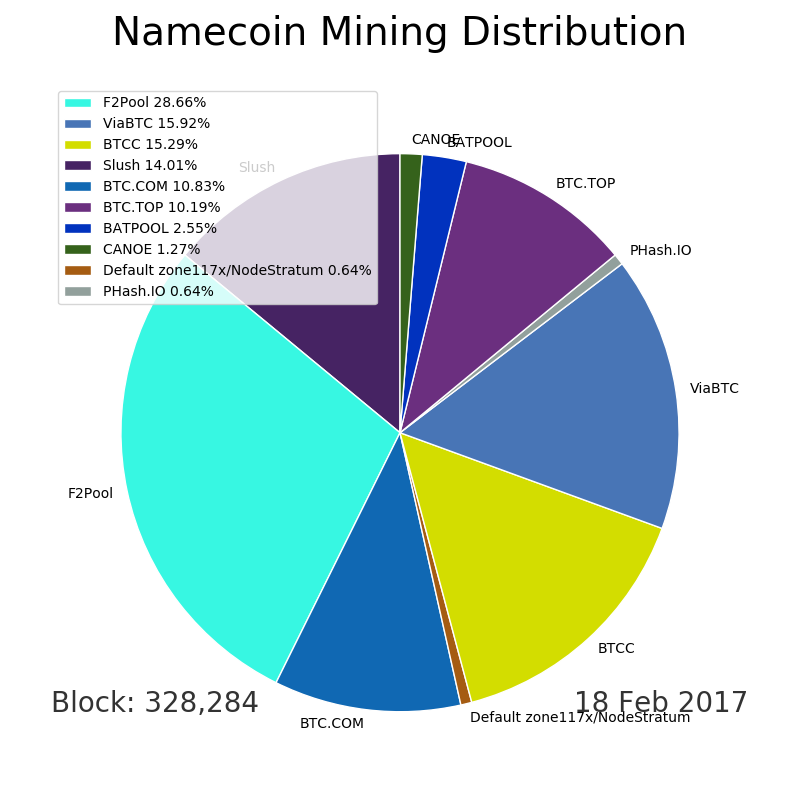 Namecoin Mining Distribution
F2Pool 28.66%
ViaBTC 15.92%
BTCC 15.29%
Slush 14.01%
BTC.COM 10.83%
BTC.TOP 10.19%
BATPOOL 2.55%
CANOE 1.27%
Default zone117x/NodeStratum 0.64%
PHash.IO 0.64%
CANOE
BATPOOL
Slush
BTC.TOP
PHash.IO
ViaBTC
F2Pool
BTCC
Block: 328,284
18 Feb 2017
Default zone117x/NodeStratum
BTC.COM